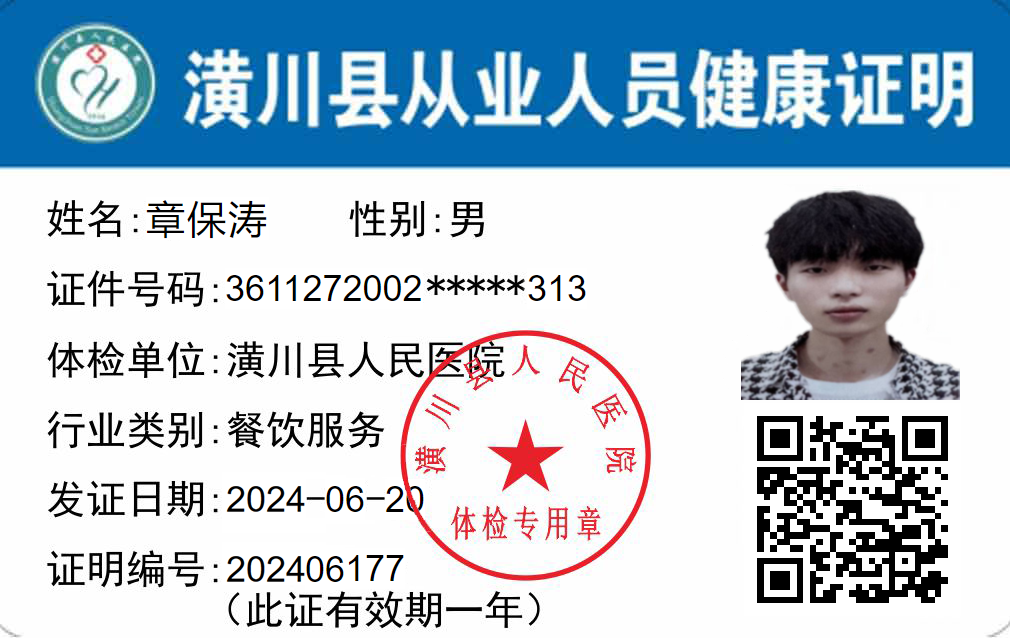 潢川县从业人员健康证明
姓名:章保涛 性别:男
证件号码:3611272002*****313
体检单位:潢川县人民医院
行业类别:餐饮服务
发证日期:2024-06-20
证明编号:202406177
(此证有效期一年)
潢川县人民医院
体检专用章